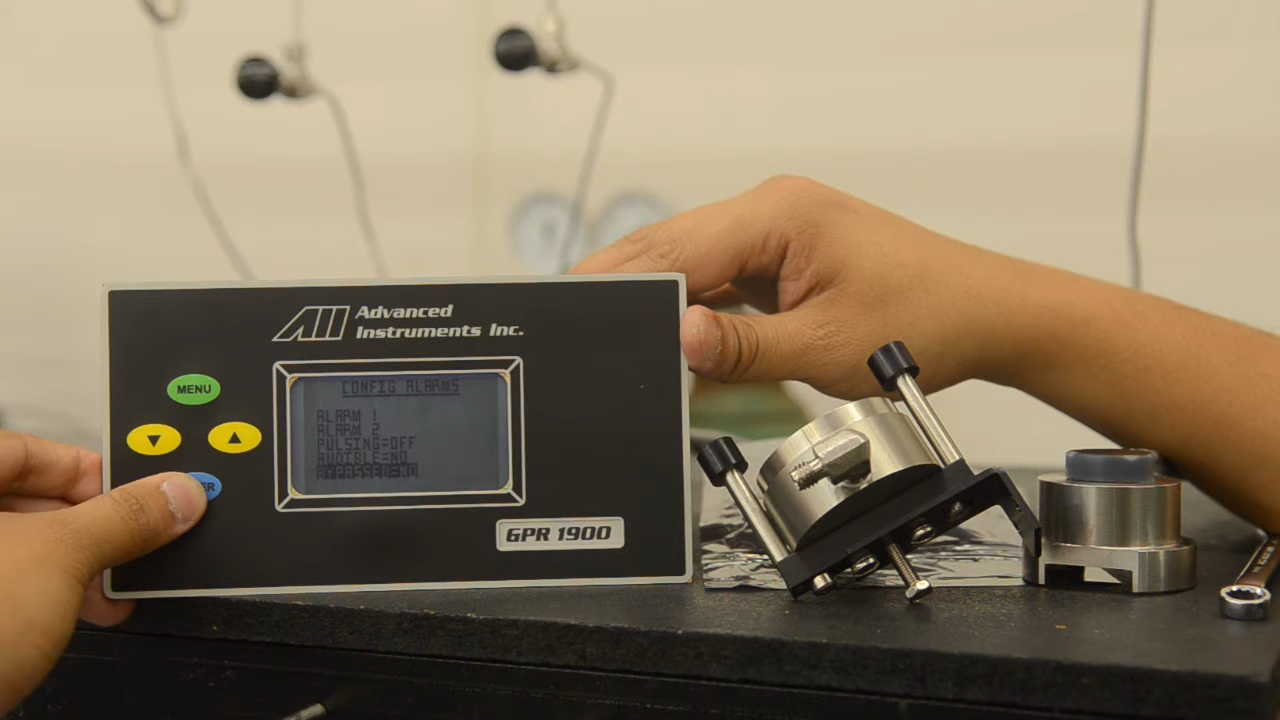 Advanced
Instruments Inc.
MENU
CONFIG ALARMS
ALARM 1
ALARM 2
PULSING=OFF
AUDIBLE=NO
BYPASSED=NO
GPR 1900